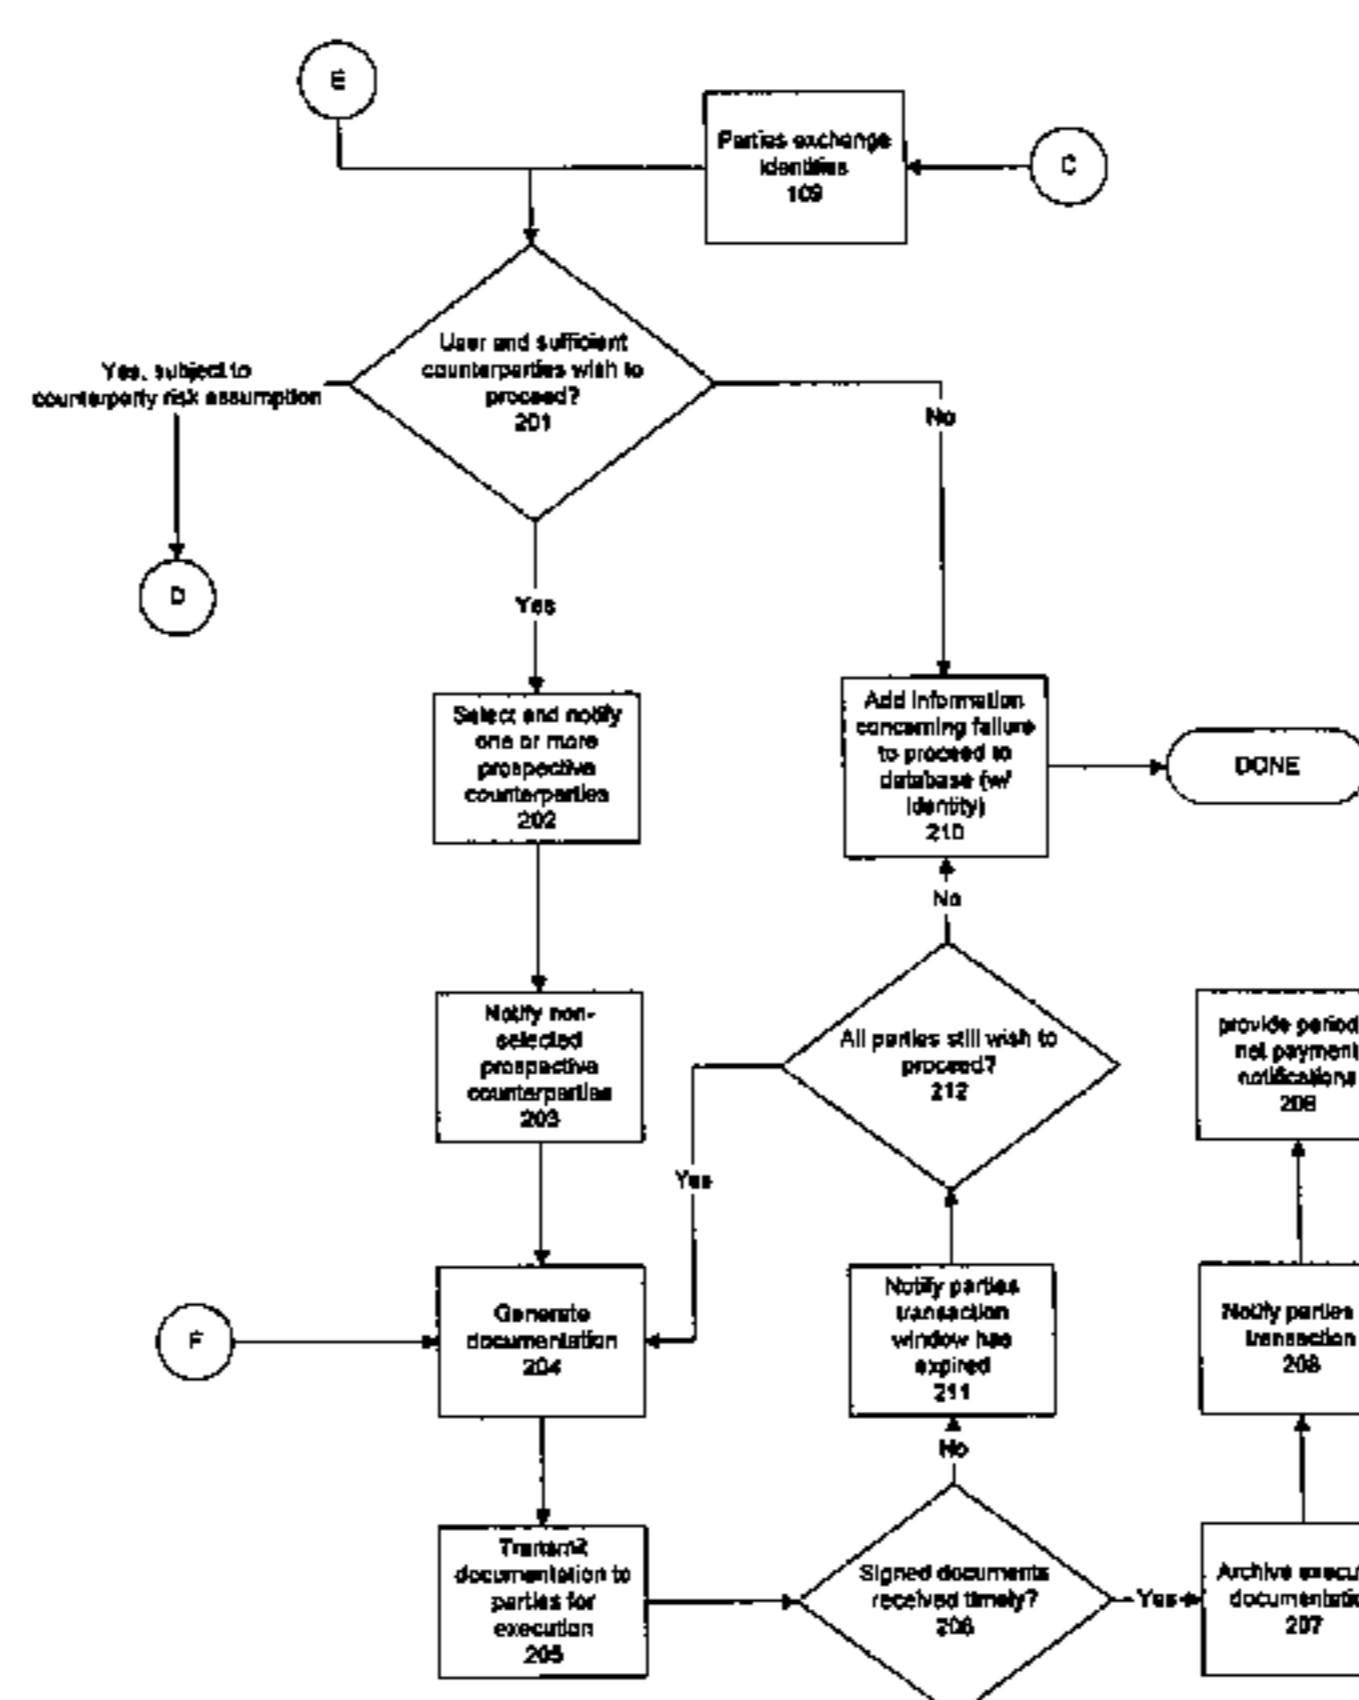 E
Parties exchange
identities
109
C
User and sufficient
counterparties wish to
proceed?
201
Yes, subject to
counterparty risk assumption
No
D
Yes
Select and notify
one or more
prospective
counterparties
202
Add information
concerning failure
to proceed to
database (w/
identity)
210
DONE
No
Notify non-
selected
prospective
counterparties
203
All parties still wish to
proceed?
212
provide period
net payment
notifications
Yes
F
Generate
documentation
204
Notify parties
transaction
window has
expired
211
Notify parties
transaction
208
No
Transmit
documentation to
parties for
execution
205
Signed documents
received timely?
206
Yes
Archive execut
documentatio
207